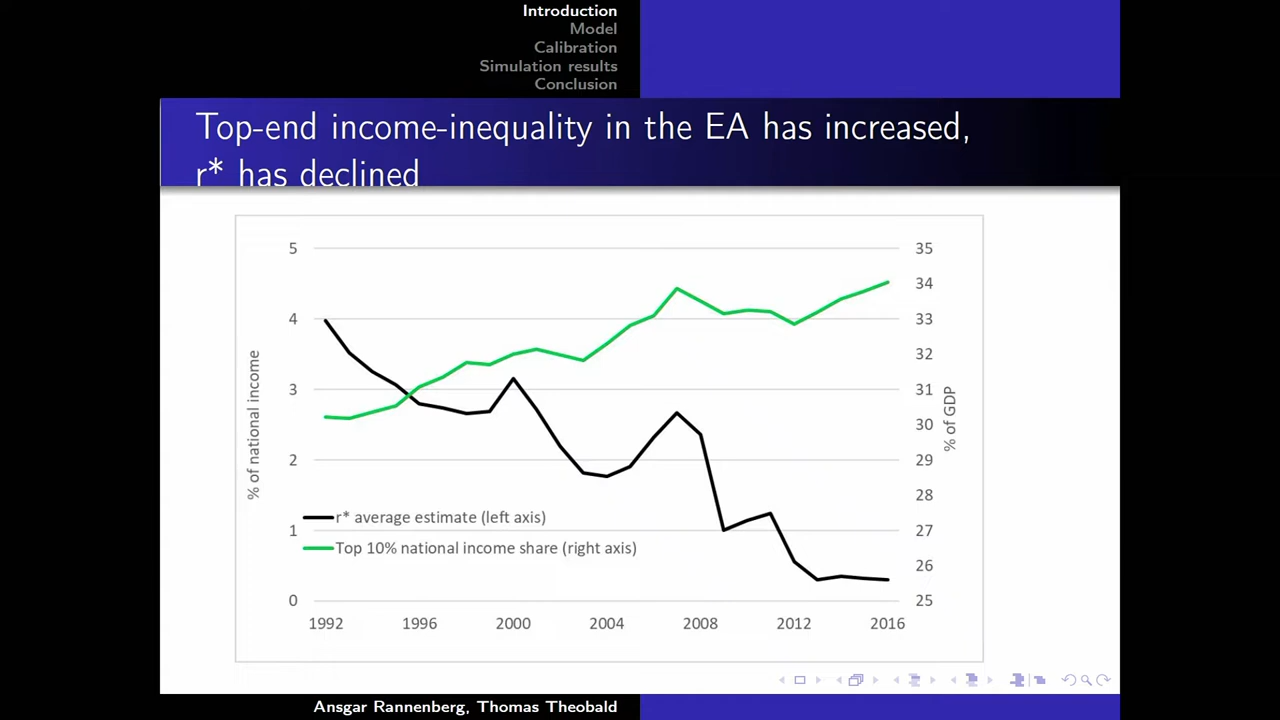 Introduction
Model
Calibration
Simulation results
Conclusion
Top-end income-inequality in the EA has increased,
r* has declined
5
4
3
2
1
0
% of national income
35
34
33
32
31
30
29
28
27
26
25
% of GDP
r* average estimate (left axis)
Top 10% national income share (right axis)
1992 1996 2000 2004 2008 2012 2016
Ansgar Rannenberg, Thomas Theobald